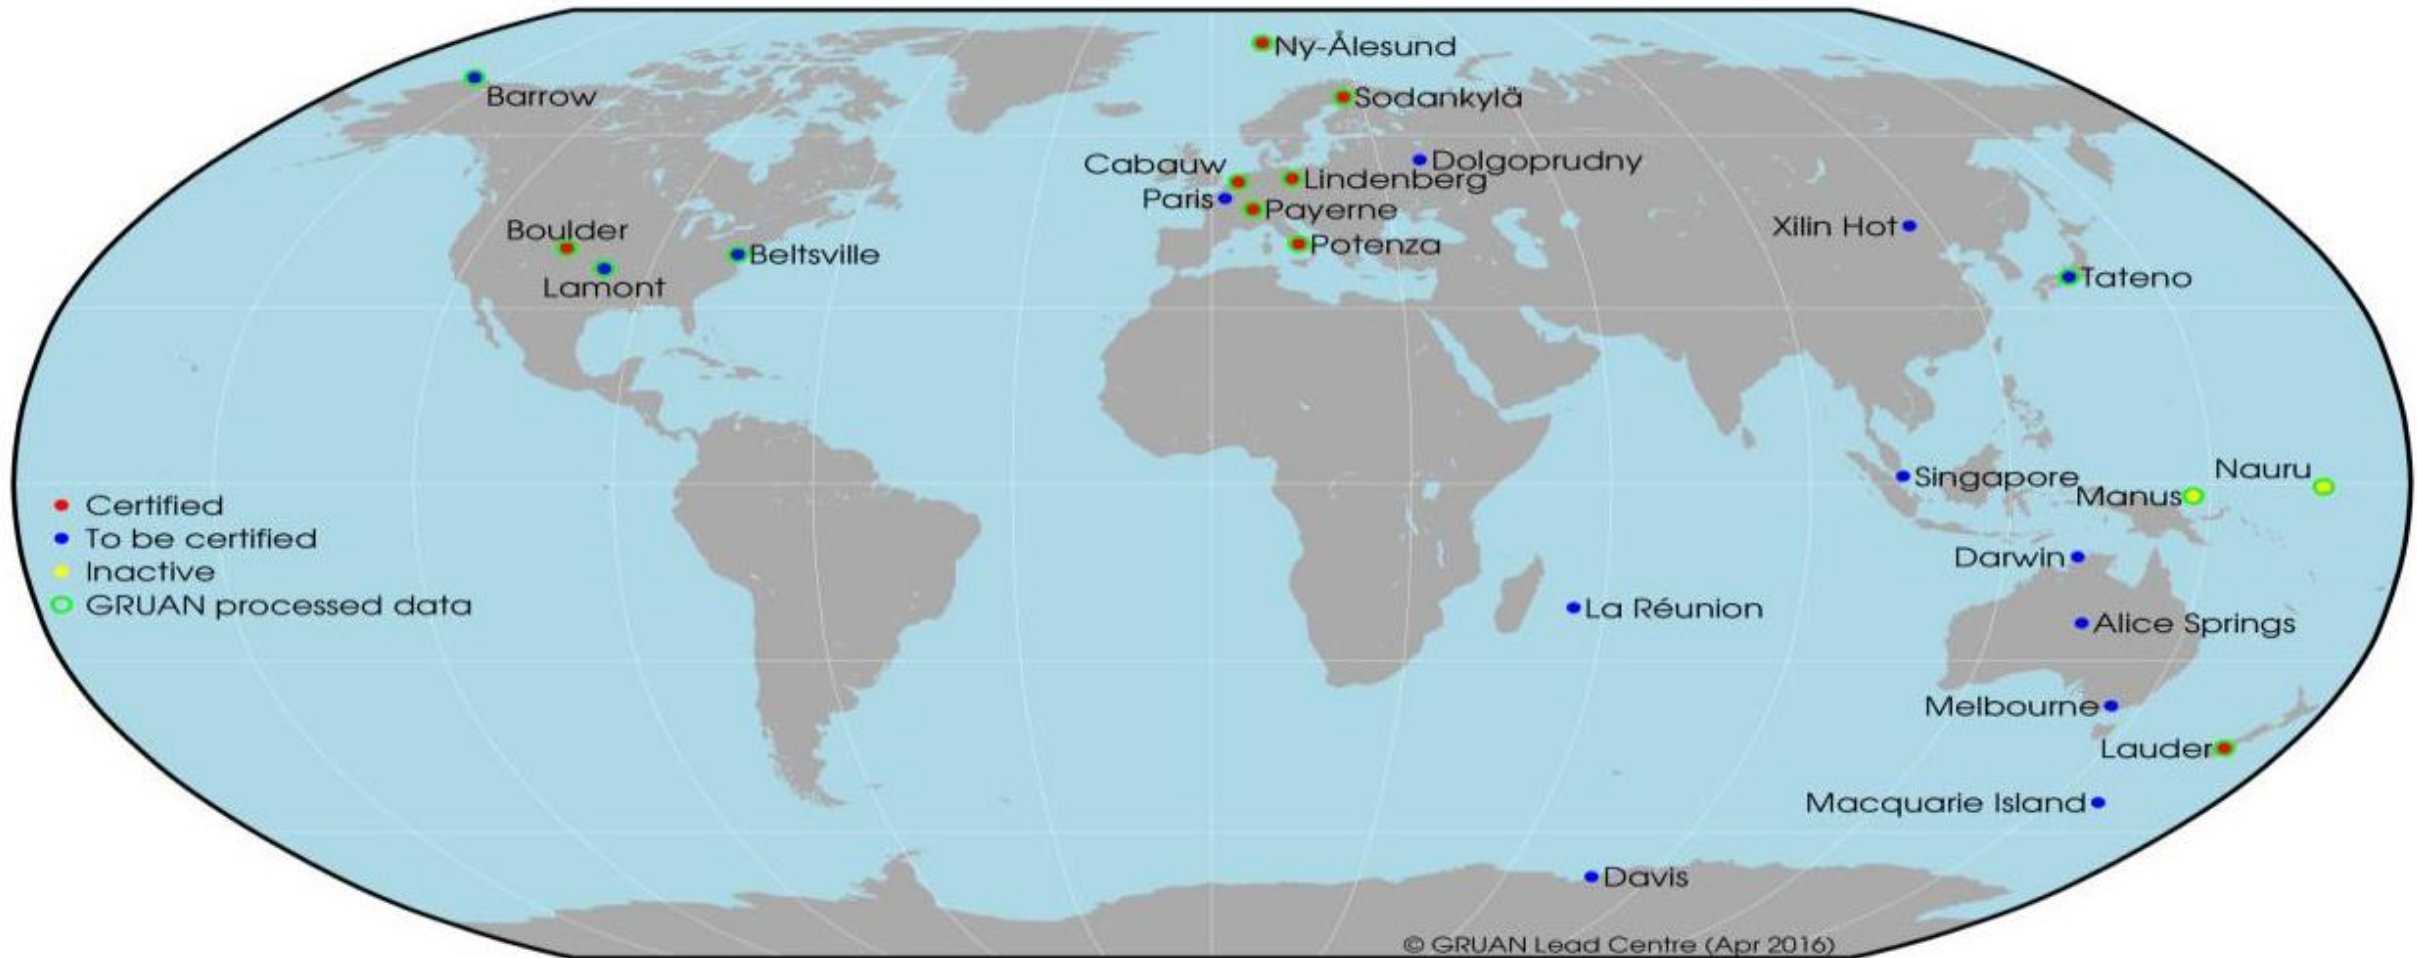 Ny-Ålesund
Barrow
Sodankylä
Cabauw
Dolgoprudny
Lindenberg
Paris
Payerne
Boulder
Xilin Hot
Potenza
Beltsville
Lamont
Tateno
Nauru
Singapore
Manus
Certified
To be certified
Inactive
GRUAN processed data
Darwin
La Réunion
Alice Springs
Melbourne
Lauder
Macquarie Island
Davis
© GRUAN Lead Centre (Apr 2016)